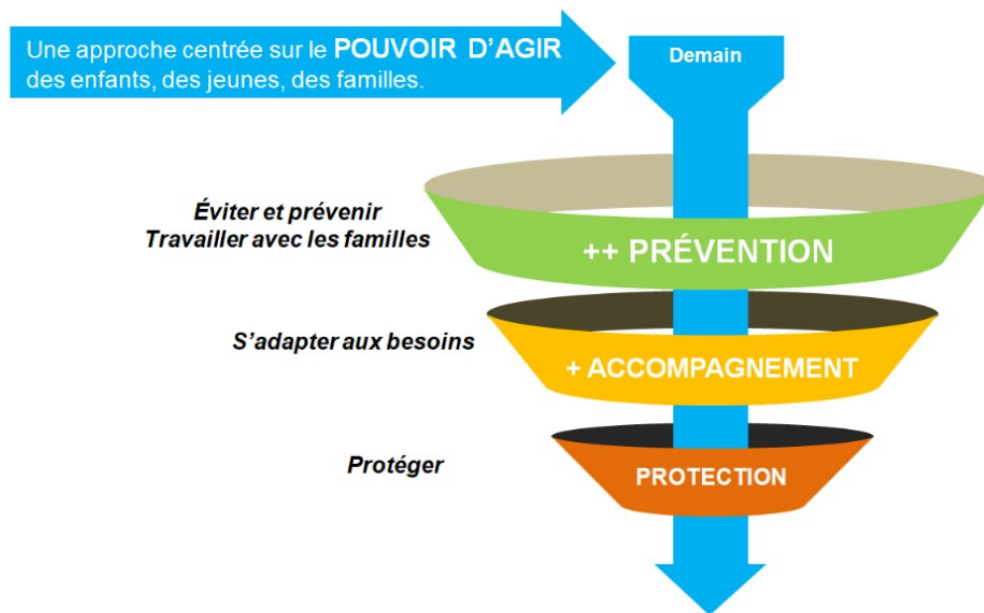 Une approche centrée sur le POUVOIR D'AGIR
des enfants, des jeunes, des familles.
Demain
Éviter et prévenir
Travailler avec les familles
++ PRÉVENTION
S'adapter aux besoins
+ ACCOMPAGNEMENT
Protéger
PROTECTION